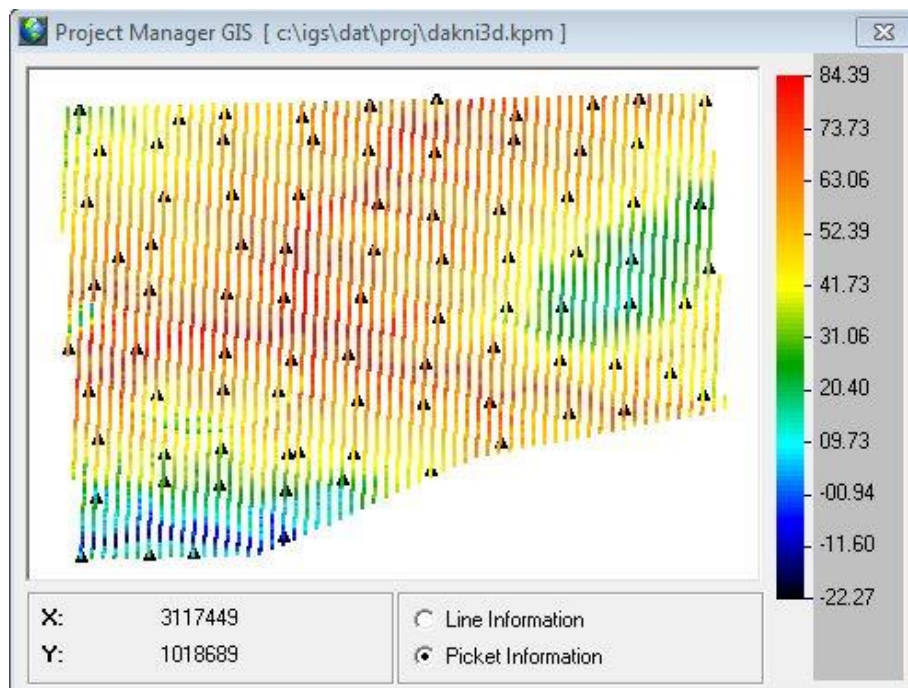 Project Manager GIS [ c:\igs\dat\proj\dakni3d.kpm ]
84.39
73.73
63.06
52.39
41.73
31.06
20.40
09.73
-00.94
-11.60
-22.27
X: 3117449
Y: 1018689
Line Information
Picket Information